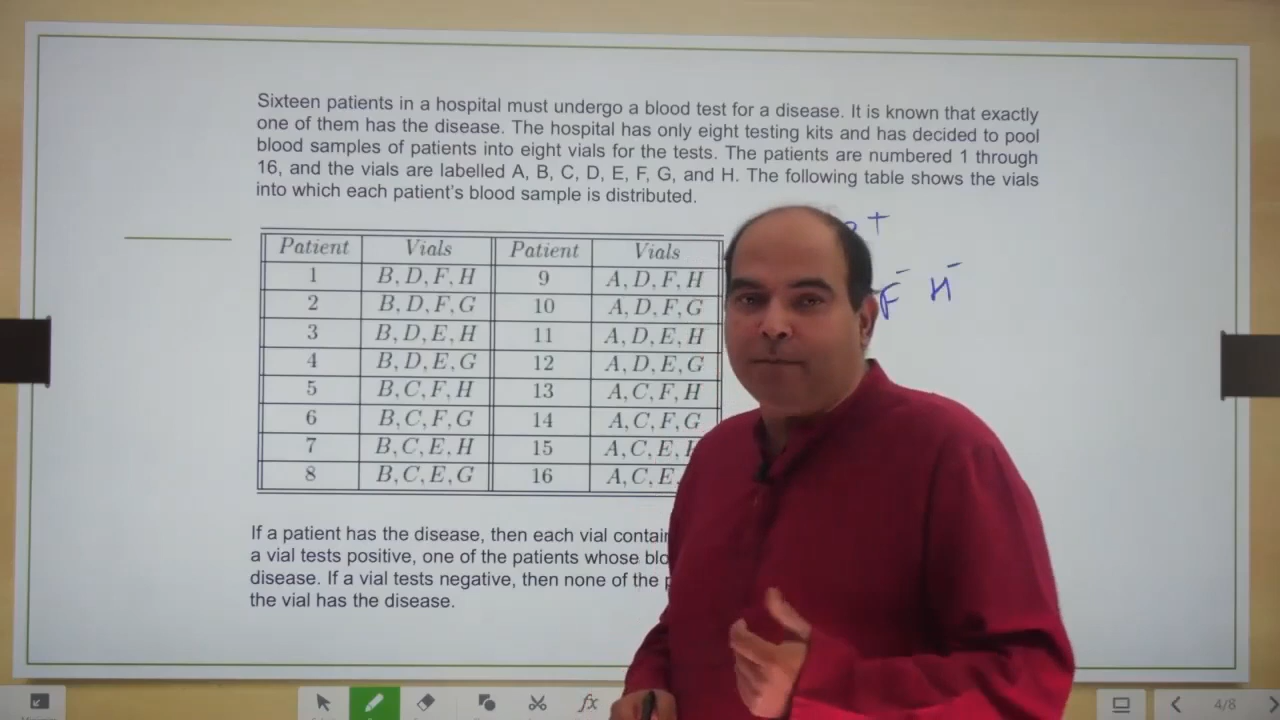 Sixteen patients in a hospital must undergo a blood test for a disease. It is known that exactly
one of them has the disease. The hospital has only eight testing kits and has decided to pool
blood samples of patients into eight vials for the tests. The patients are numbered 1 through
16, and the vials are labelled A, B, C, D, E, F, G, and H. The following table shows the vials
into which each patient's blood sample is distributed.
+
F⁻ H⁻
Patient Vials Patient Vials
1 B, D, F, H 9 A, D, F, H
2 B, D, F, G 10 A, D, F, G
3 B, D, E, H 11 A, D, E, H
4 B, D, E, G 12 A, D, E, G
5 B, C, F, H 13 A, C, F, H
6 B, C, F, G 14 A, C, F, G
7 B, C, E, H 15 A, C, E,
8 B, C, E, G 16 A, C, E
If a patient has the disease, then each vial
a vial tests positive, one of the patients whose
disease. If a vial tests negative, then none of the
the vial has the disease.
fx
4/8